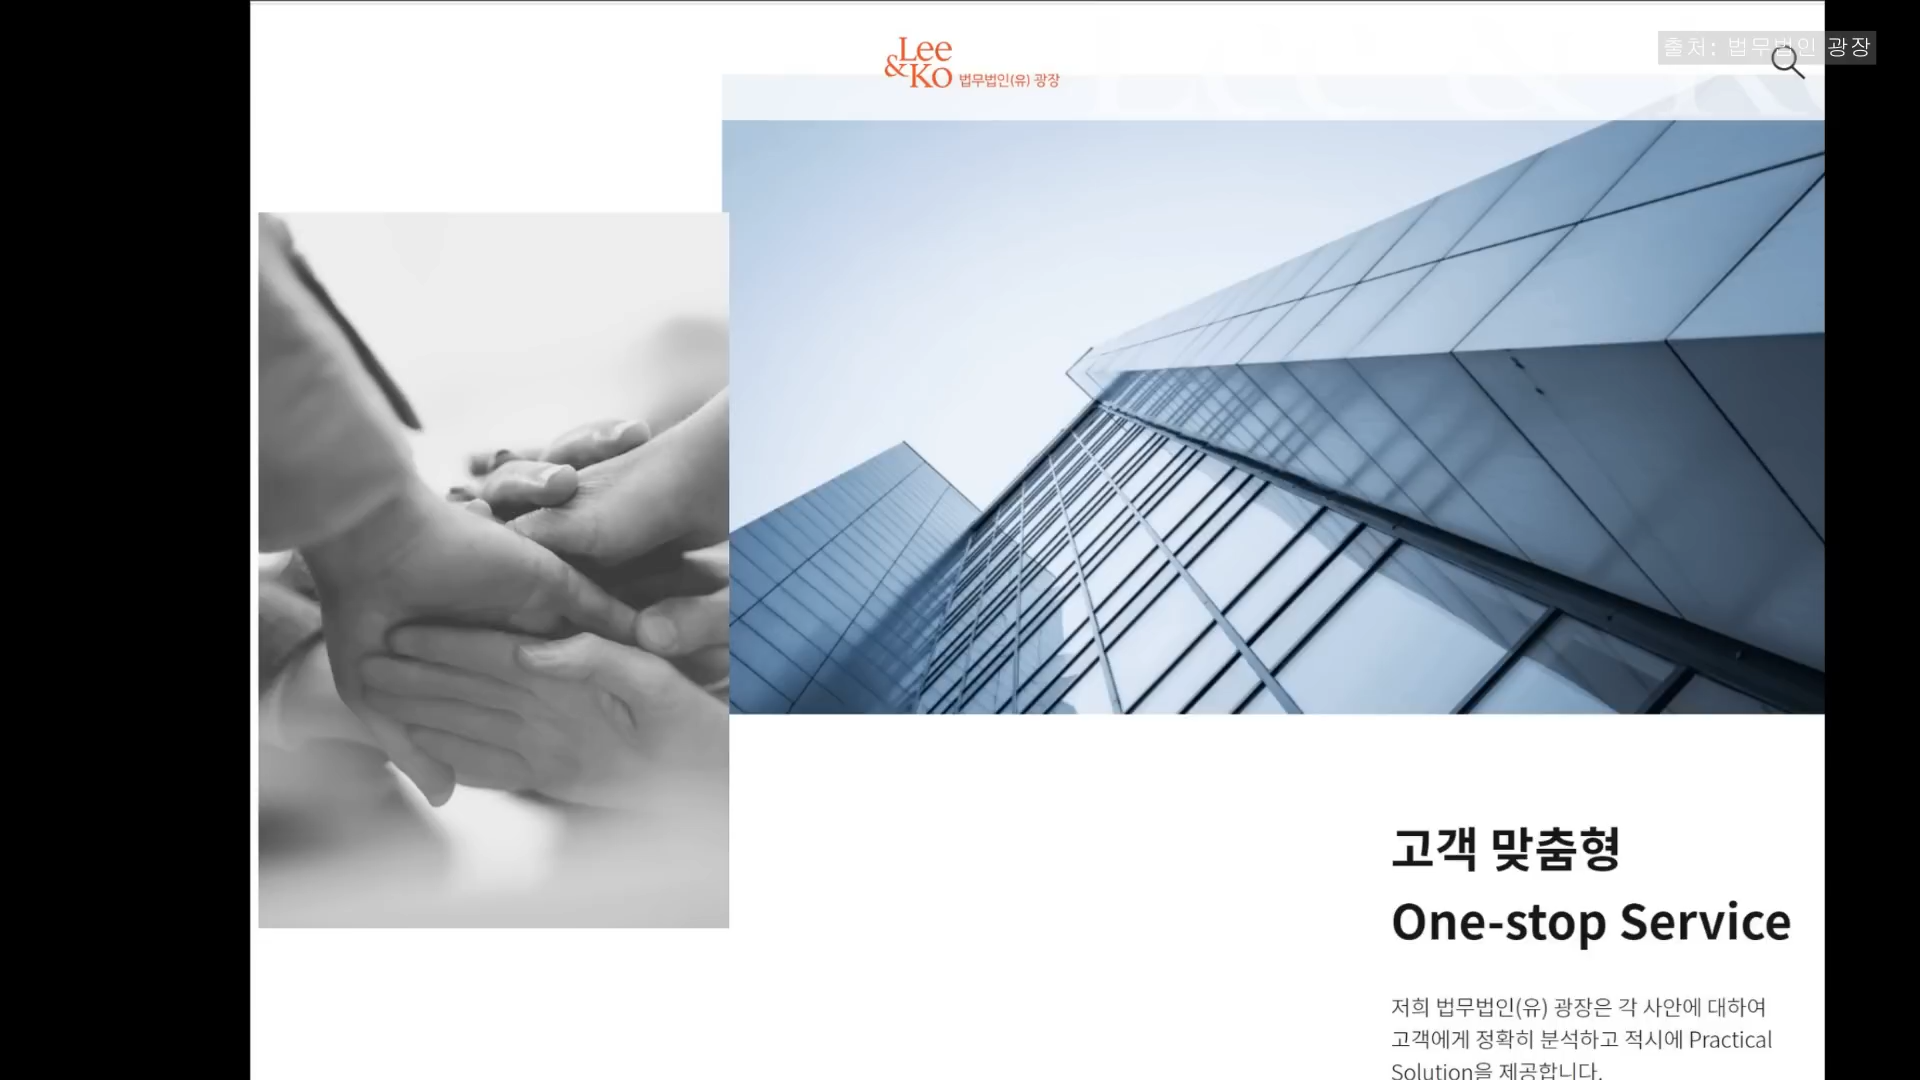 출처: 법무법인 광장
Lee
&KO 법무법인(유) 광장
Lee & Ko
고객 맞춤형
One-stop Service
저희 법무법인(유) 광장은 각 사안에 대하여
고객에게 정확히 분석하고 적시에 Practical
Solution을 제공합니다.